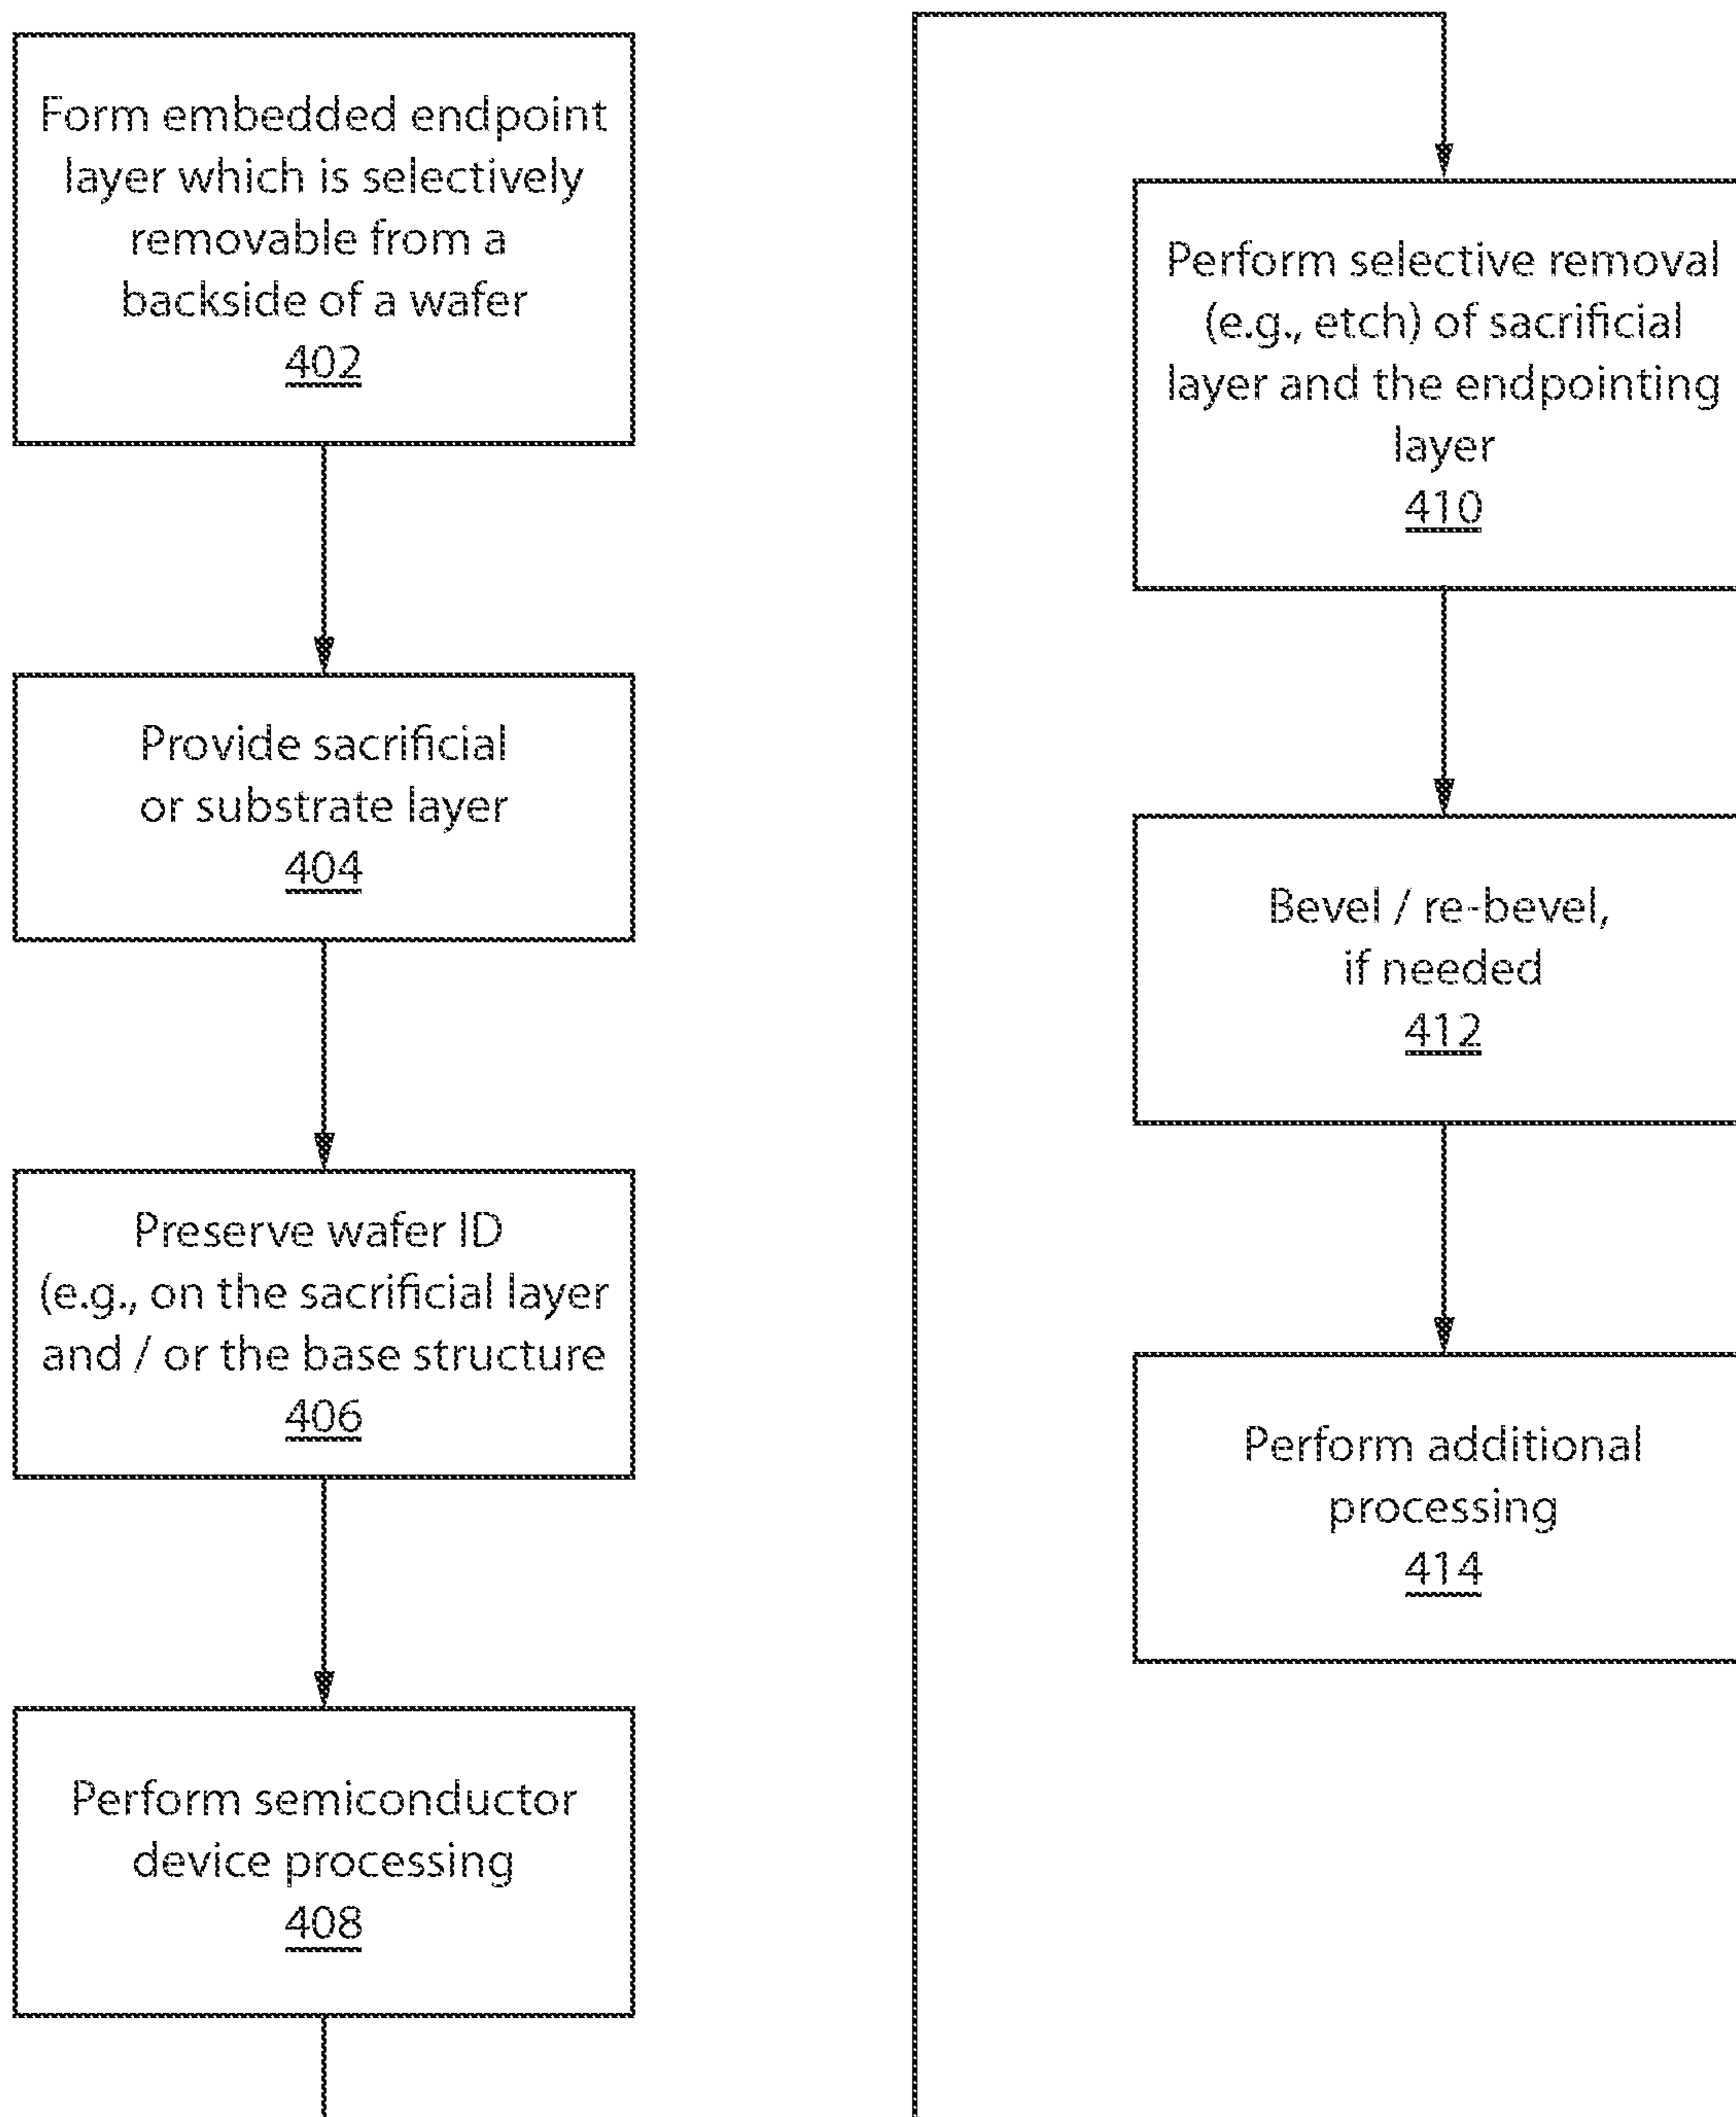 Form embedded endpoint
layer which is selectively
removable from a
backside of a wafer
402
Provide sacrificial
or substrate layer
404
Preserve wafer ID
(e.g., on the sacrificial layer
and / or the base structure
406
Perform semiconductor
device processing
408
Perform selective removal
(e.g., etch) of sacrificial
layer and the endpointing
layer
410
Bevel / re-bevel,
if needed
412
Perform additional
processing
414